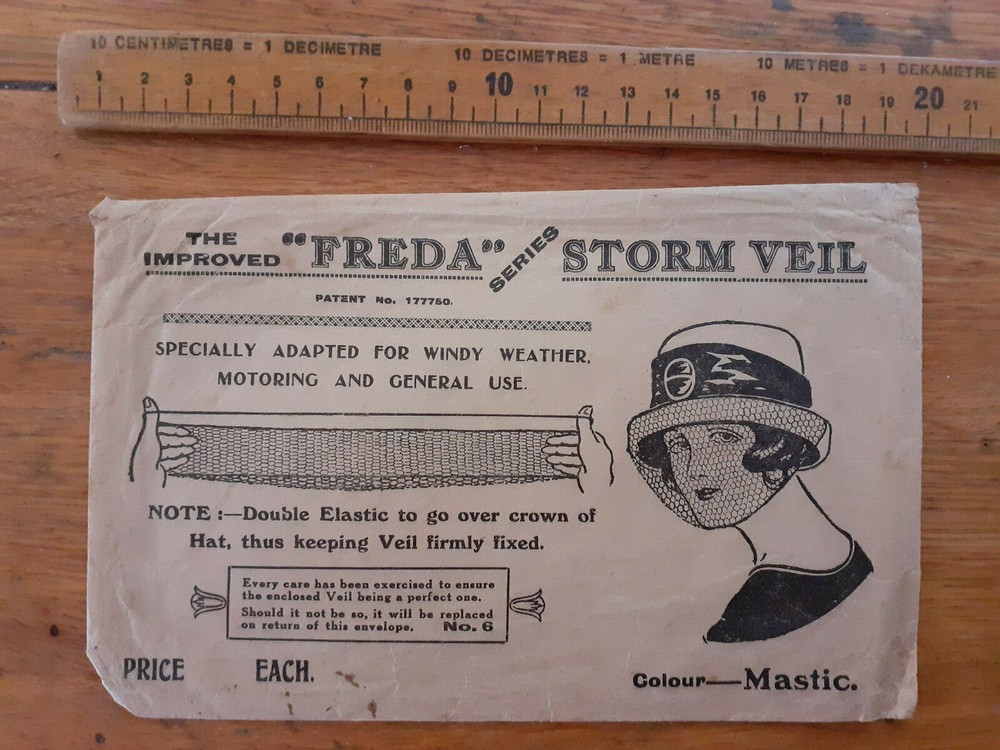 10 CENTIMETRES = 1 DECIMETRE 10 DECIMETRES = 1 METRE 10 METRES = 1 DEKAMETRE
1 2 3 4 5 6 7 8 9 10 11 12 13 14 15 16 17 18 19 20 21
THE IMPROVED "FREDA" SERIES STORM VEIL
PATENT No. 177750.
SPECIALLY ADAPTED FOR WINDY WEATHER,
MOTORING AND GENERAL USE.
NOTE :—Double Elastic to go over crown of
Hat, thus keeping Veil firmly fixed.
Every care has been exercised to ensure
the enclosed Veil being a perfect one.
Should it not be so, it will be replaced
on return of this envelope. No. 6
PRICE EACH.
Colour—Mastic.